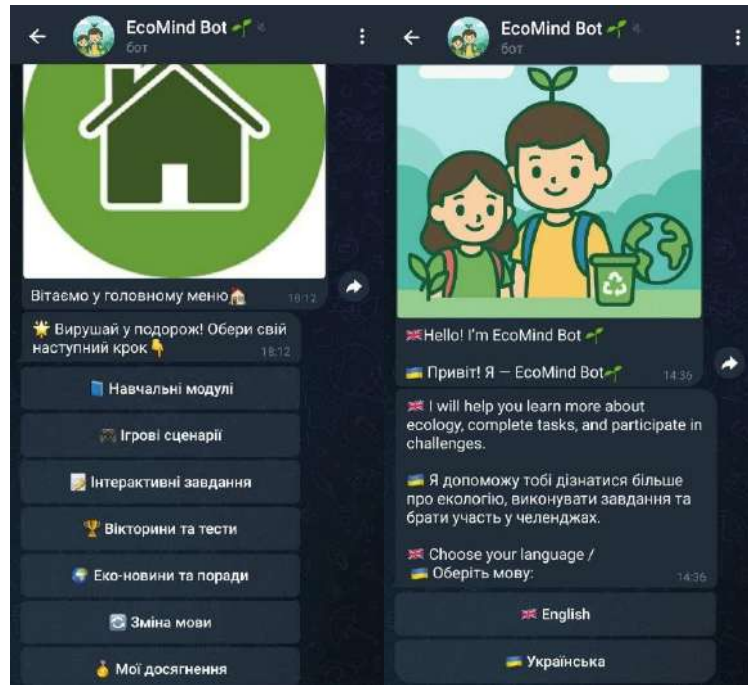 EcoMind Bot🌱
бот
Вітаємо у головному меню🏠
18:12
🌟 Вирушай у подорож! Обери свій
наступний крок👇
18:12
📘 Навчальні модулі
🎮 Ігрові сценарії
📝 Інтерактивні завдання
🏆 Вікторини та тести
🌍 Еко-новини та поради
🔄 Зміна мови
🏅 Мої досягнення
EcoMind Bot🌱
бот
🇬🇧Hello! I'm EcoMind Bot🌱
🇺🇦 Привіт! Я — EcoMind Bot🌱
14:36
🇬🇧 I will help you learn more about
ecology, complete tasks, and participate in
challenges.
🇺🇦 Я допоможу тобі дізнатися більше
про екологію, виконувати завдання та
брати участь у челенджах.
🇬🇧 Choose your language /
🇺🇦 Оберіть мову:
14:36
🇬🇧 English
🇺🇦 Українська